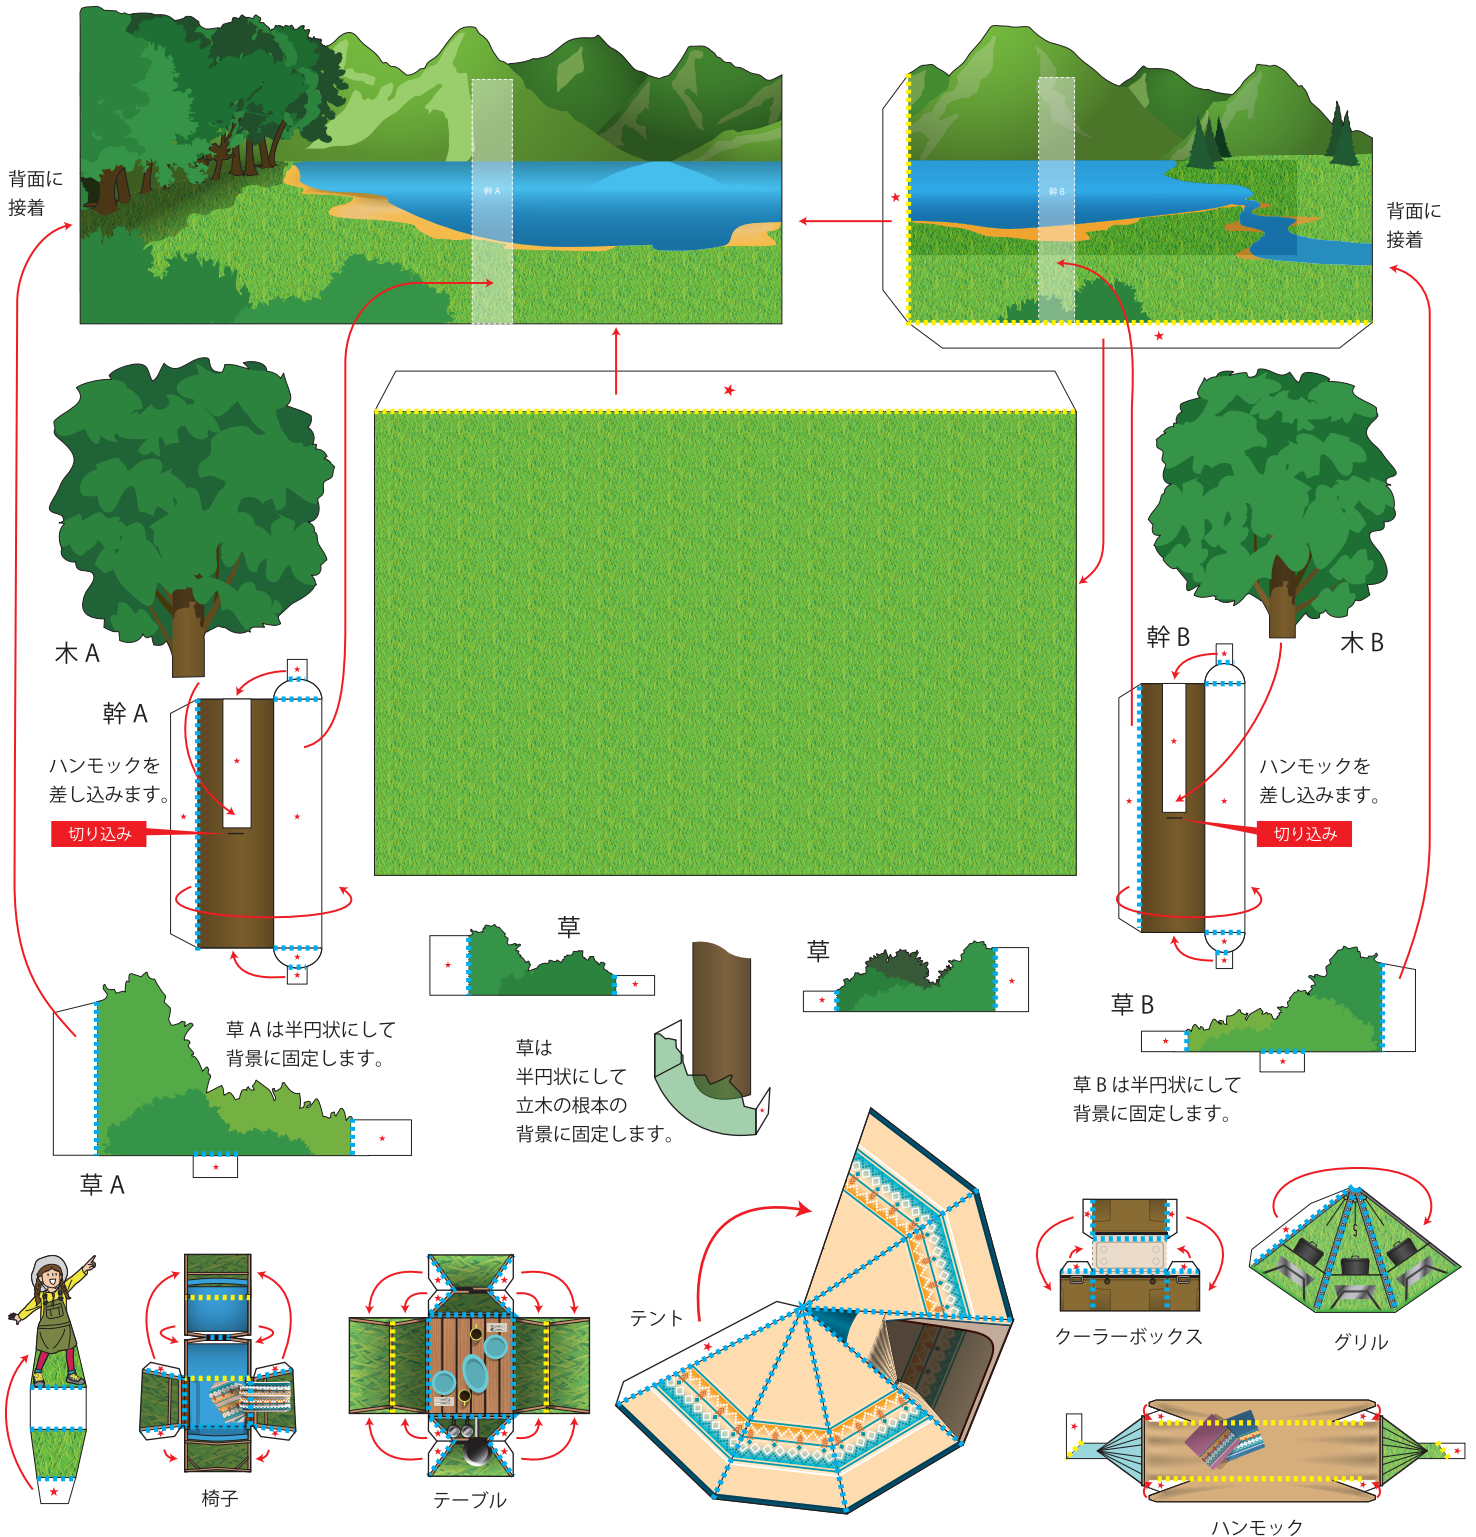 背面に
接着
幹 A
幹 B
背面に
接着
木 A
幹 A
ハンモックを
差し込みます。
切り込み
幹 B
木 B
ハンモックを
差し込みます。
切り込み
草
草
草 A は半円状にして
背景に固定します。
草は
半円状にして
立木の根本の
背景に固定します。
草 B
草 B は半円状にして
背景に固定します。
草 A
テント
クーラーボックス
グリル
椅子
テーブル
ハンモック